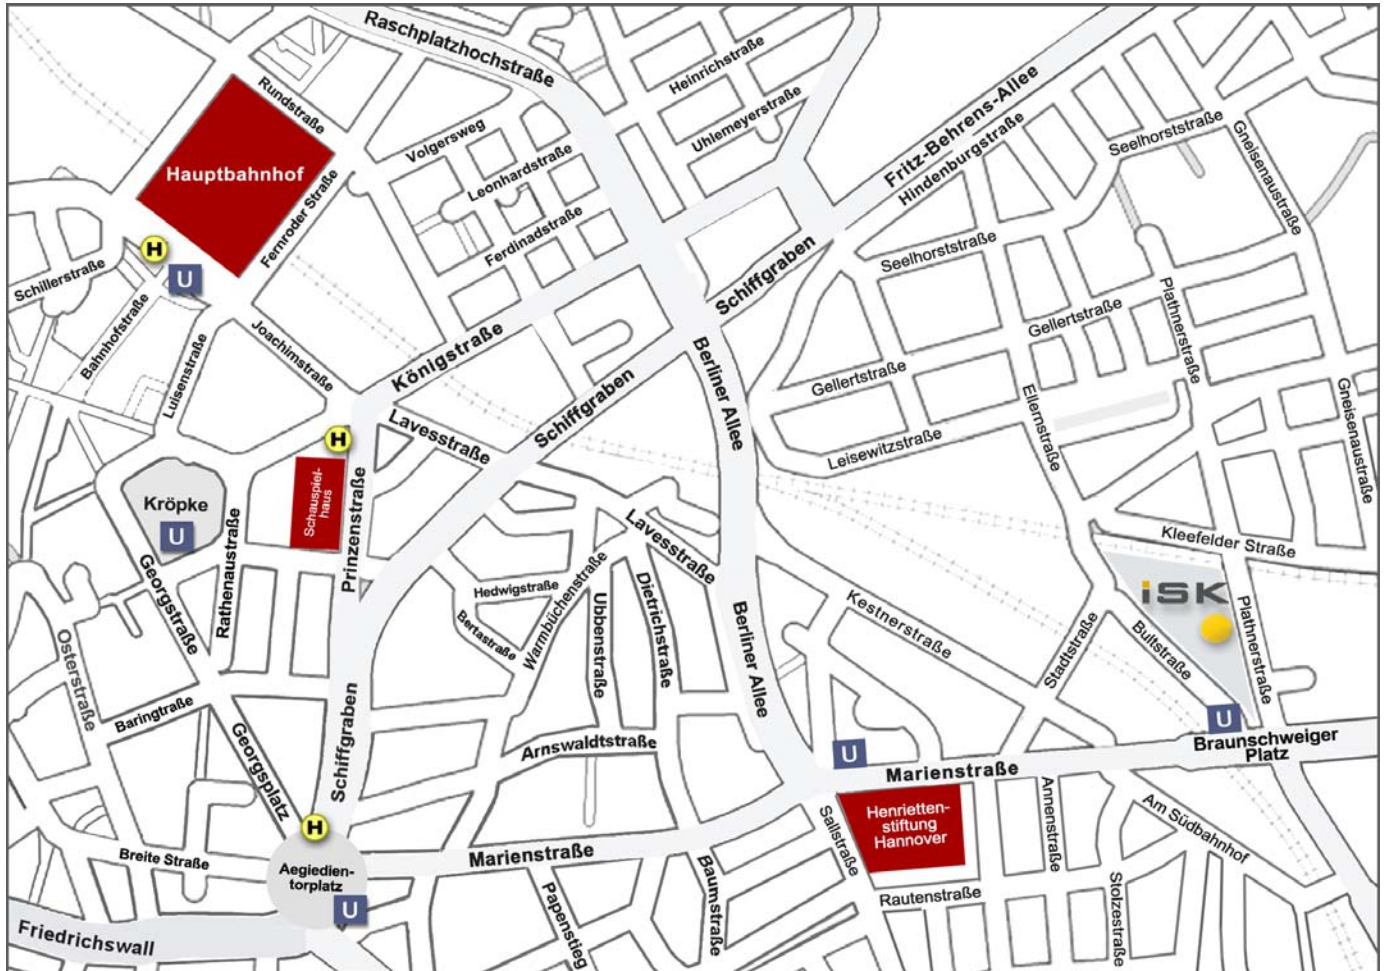 Raschplatzhochstraße
Heinrichstraße
Fritz-Behrens-Allee
Rundstraße
Uhlemeyerstraße
Hindenburgstraße
Seelhorststraße
Gneisenaustraße
Volgersweg
Leonhardstraße
Hauptbahnhof
Fernroder Straße
Ferdinadstraße
Seelhorststraße
H
U
Schillerstraße
Schiffgraben
Plathnerstraße
Gellertstraße
Bahnhofstraße
Luisenstraße
Joachimstraße
Königstraße
Berliner Allee
Gellertstraße
Ellernstraße
Gneisenaustraße
Schiffgraben
Lavesstraße
H
Leisewitzstraße
Schauspiel-
haus
Prinzenstraße
Kröpke
U
Lavesstraße
Kleefelder Straße
Georgstraße
Rathenaustraße
Hedwigstraße
Bertastraße
Warmbüchenstraße
Ubbenstraße
Dietrichstraße
Berliner Allee
Kestnerstraße
Stadtstraße
iSK
Bultstraße
Plathnerstraße
Osterstraße
Baringtraße
Georgsplatz
Schiffgraben
Arnswaldtstraße
U
U
Braunschweiger
Platz
Marienstraße
H
Henrietten-
stiftung
Hannover
Sallstraße
Annenstraße
Am Südbahnhof
Breite Straße
Aegiedien-
torplatz
U
Marienstraße
Baumstraße
Papenstieg
Rautenstraße
Stolzestraße
Friedrichswall